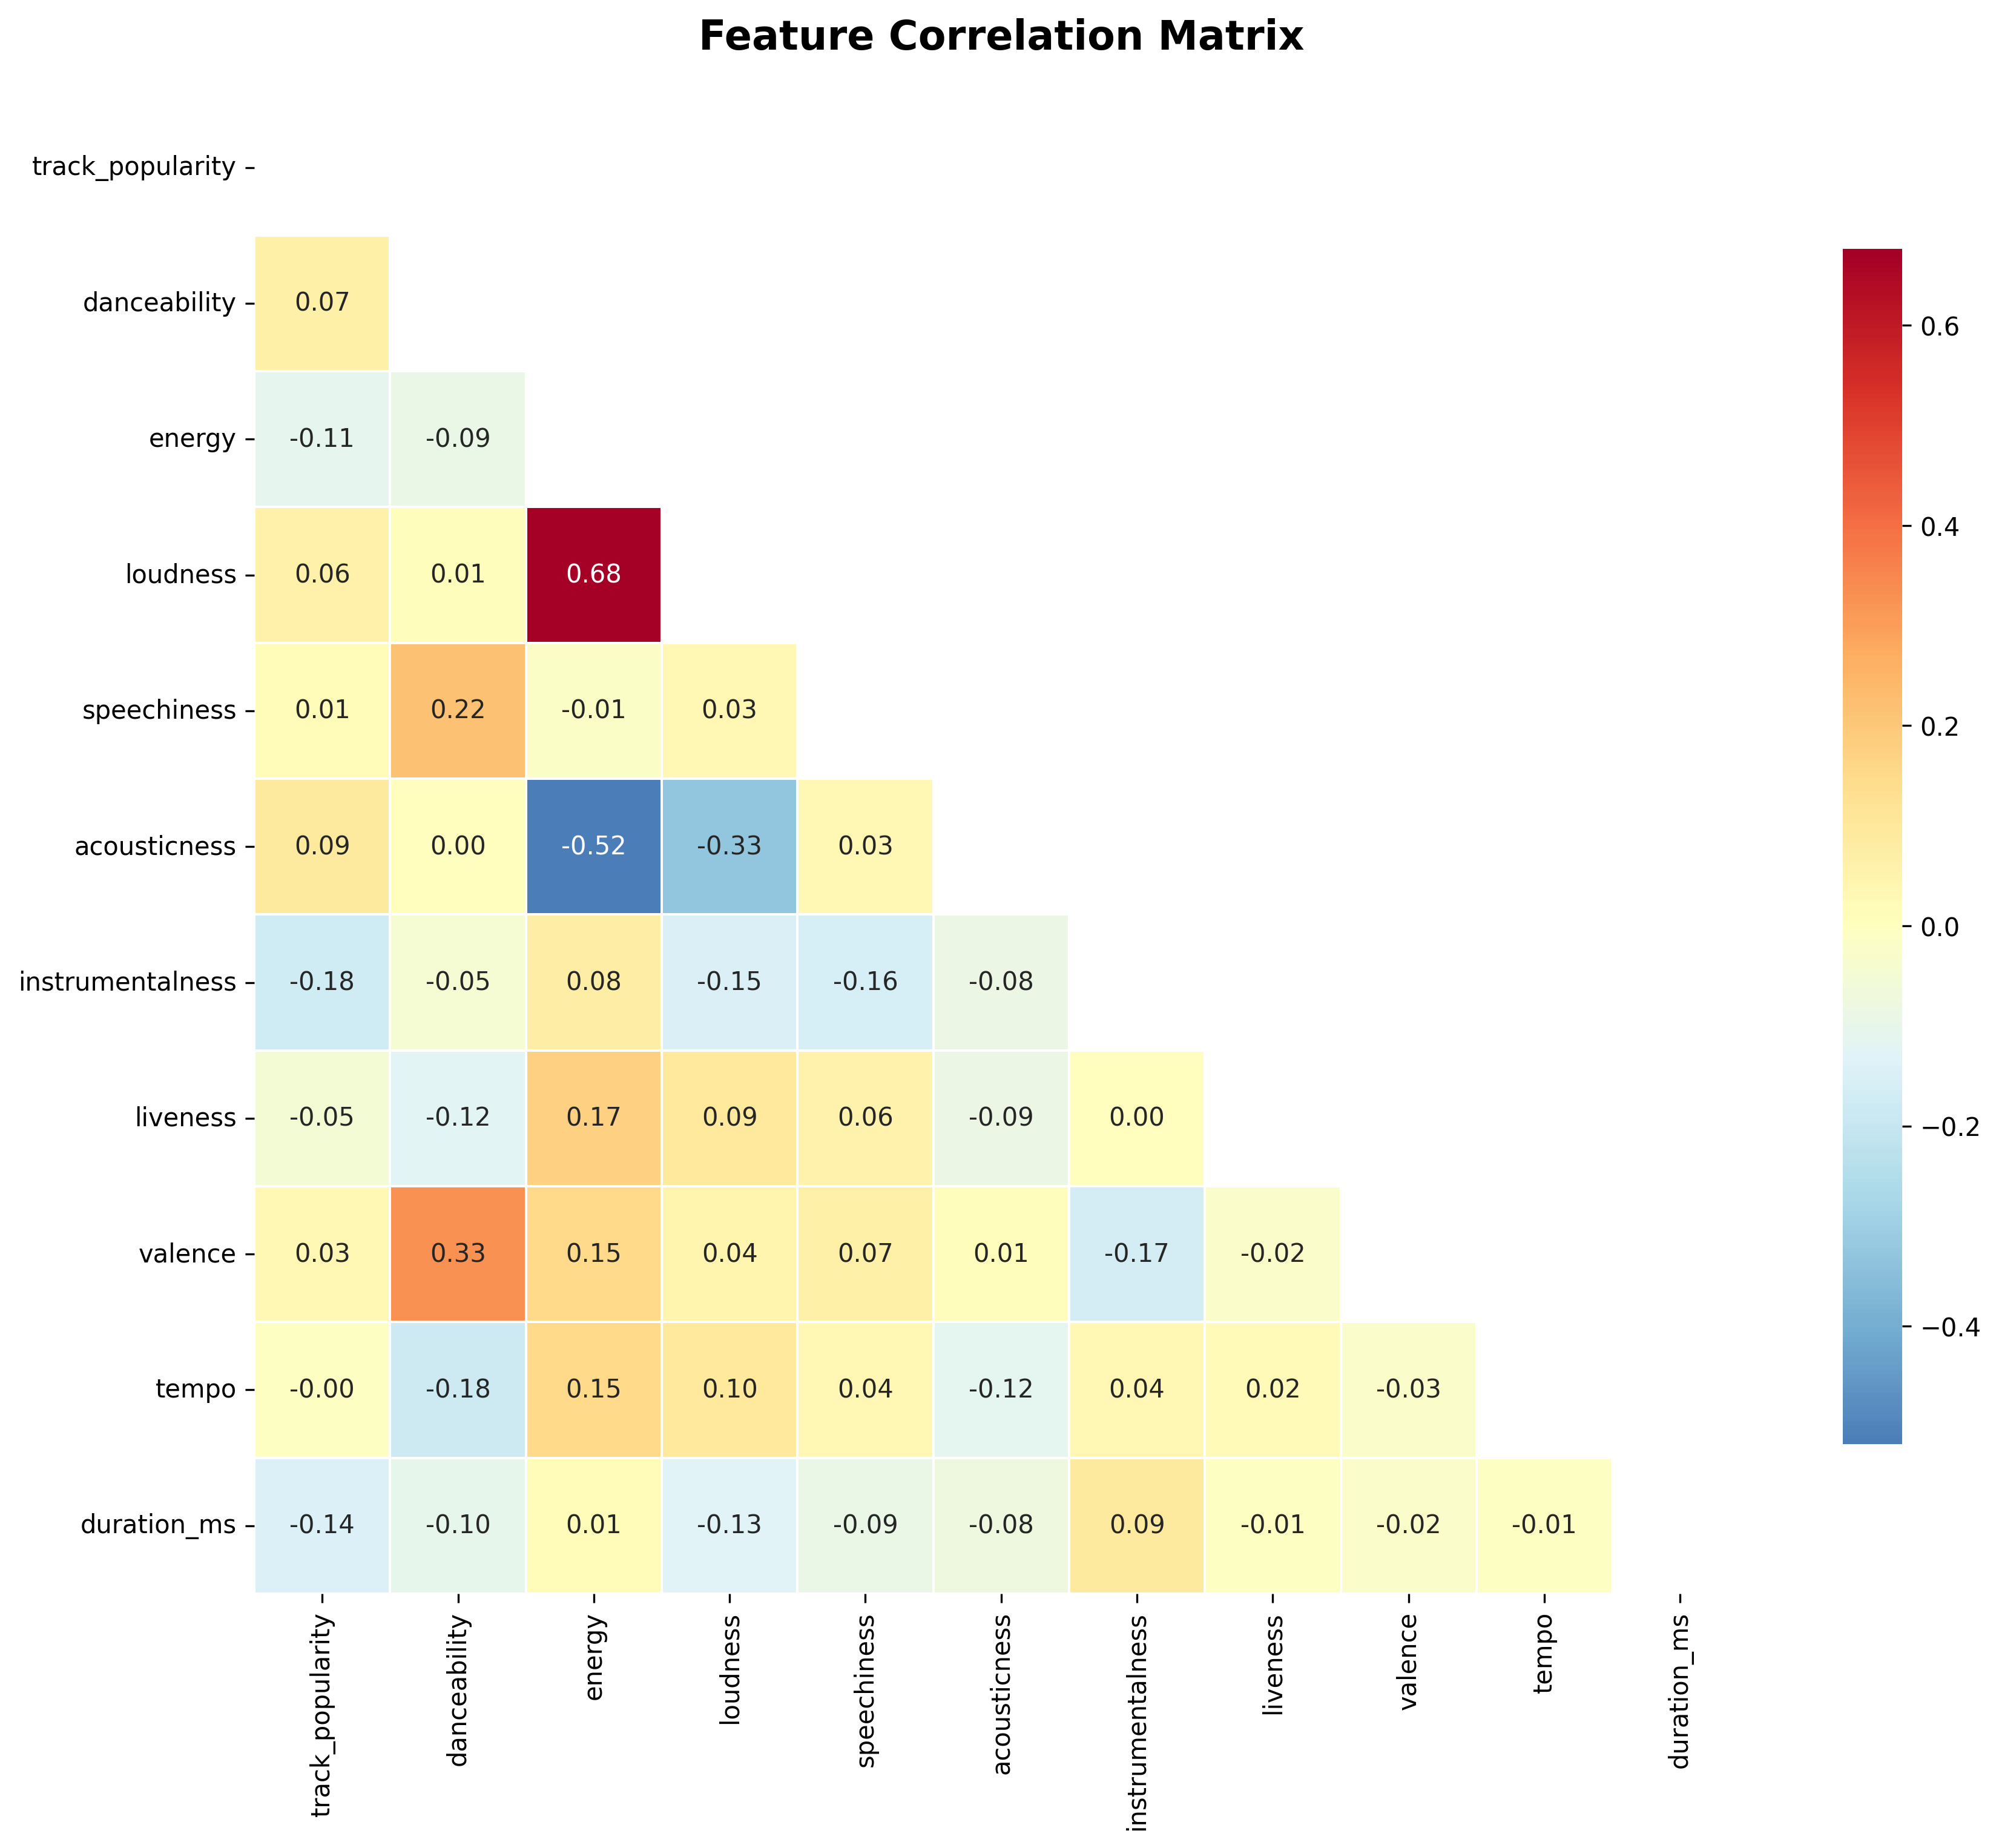 Feature Correlation Matrix
track_popularity
danceability 0.07
energy -0.11 -0.09
loudness 0.06 0.01 0.68
speechiness 0.01 0.22 -0.01 0.03
acousticness 0.09 0.00 -0.52 -0.33 0.03
instrumentalness -0.18 -0.05 0.08 -0.15 -0.16 -0.08
liveness -0.05 -0.12 0.17 0.09 0.06 -0.09 0.00
valence 0.03 0.33 0.15 0.04 0.07 0.01 -0.17 -0.02
tempo -0.00 -0.18 0.15 0.10 0.04 -0.12 0.04 0.02 -0.03
duration_ms -0.14 -0.10 0.01 -0.13 -0.09 -0.08 0.09 -0.01 -0.02 -0.01
track_popularity
danceability
energy
loudness
speechiness
acousticness
instrumentalness
liveness
valence
tempo
duration_ms
0.6
0.4
0.2
0.0
−0.2
−0.4